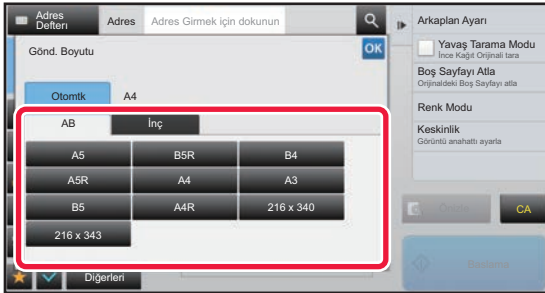 Adres
Defteri
Adres
Adres Girmek için dokunun
Gönd. Boyutu
OK
Otomtk
A4
AB
İnç
A5
B5R
B4
A5R
A4
A3
B5
A4R
216 x 340
216 x 343
Diğerleri
Arkaplan Ayarı
Yavaş Tarama Modu
İnce Kağıt Orijinali tara
Boş Sayfayı Atla
Orijinaldeki Boş Sayfayı atla
Renk Modu
Keskinlik
Görüntü anahattı ayarla
CA